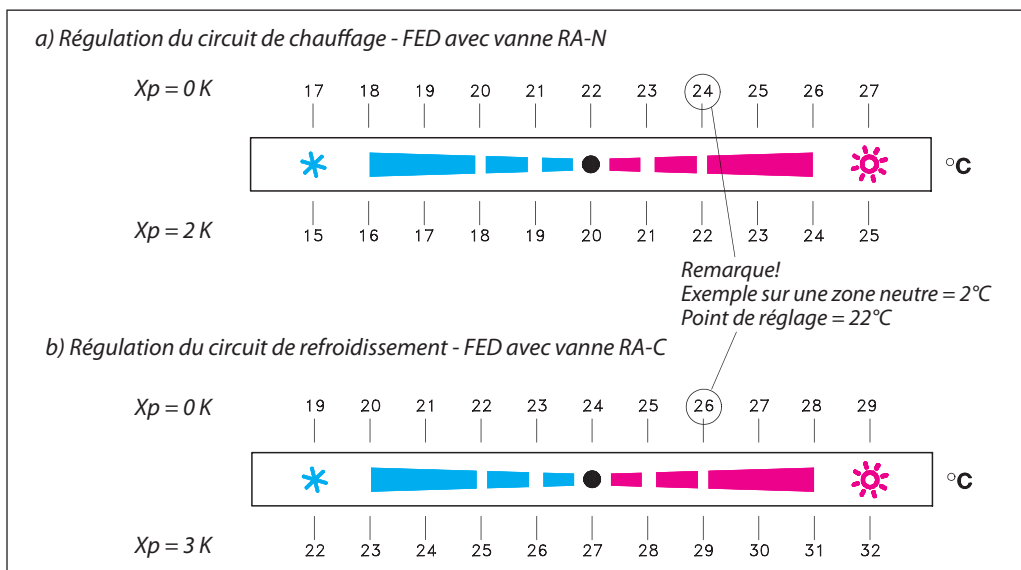 a) Régulation du circuit de chauffage - FED avec vanne RA-N
Xp = 0 K 17 18 19 20 21 22 23 24 25 26 27
°C
Xp = 2 K 15 16 17 18 19 20 21 22 23 24 25
Remarque!
Exemple sur une zone neutre = 2°C
Point de réglage = 22°C
b) Régulation du circuit de refroidissement - FED avec vanne RA-C
Xp = 0 K 19 20 21 22 23 24 25 26 27 28 29
°C
Xp = 3 K 22 23 24 25 26 27 28 29 30 31 32